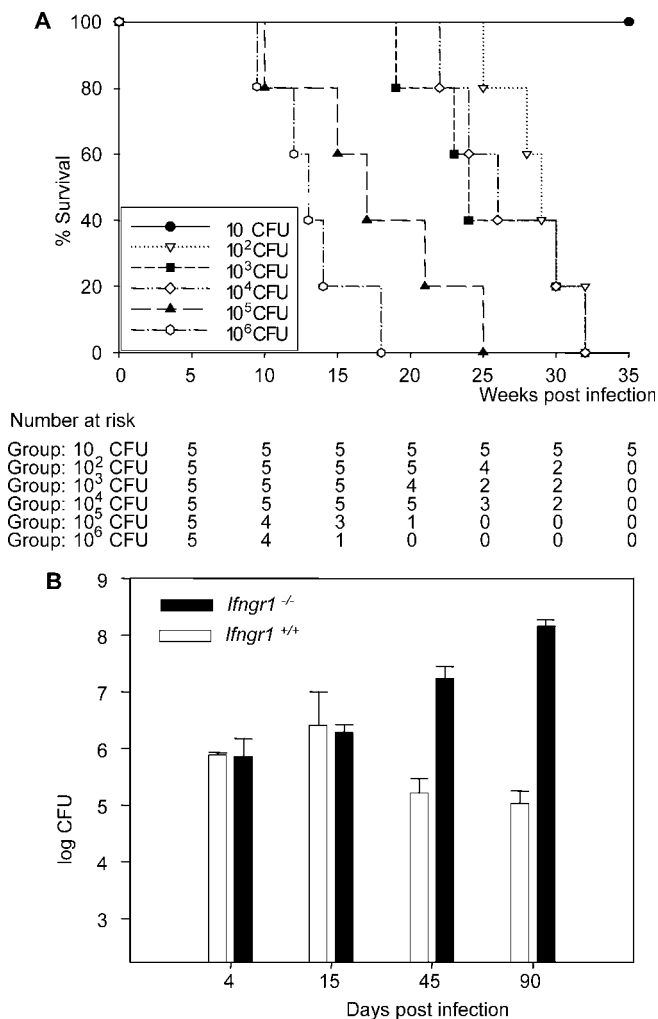 A
100
80
60
40
20
0
% Survival
10 CFU
10² CFU
10³ CFU
10⁴ CFU
10⁵ CFU
10⁶ CFU
0 5 10 15 20 25 30 35
Weeks post infection
Number at risk
Group: 10 CFU 5 5 5 5 5 5 5
Group: 10² CFU 5 5 5 5 4 2 0
Group: 10³ CFU 5 5 5 4 2 2 0
Group: 10⁴ CFU 5 5 5 5 3 2 0
Group: 10⁵ CFU 5 4 3 1 0 0 0
Group: 10⁶ CFU 5 4 1 0 0 0 0
B
9
8
7
6
5
4
3
log CFU
Ifngr1 -/-
Ifngr1 +/+
4 15 45 90
Days post infection